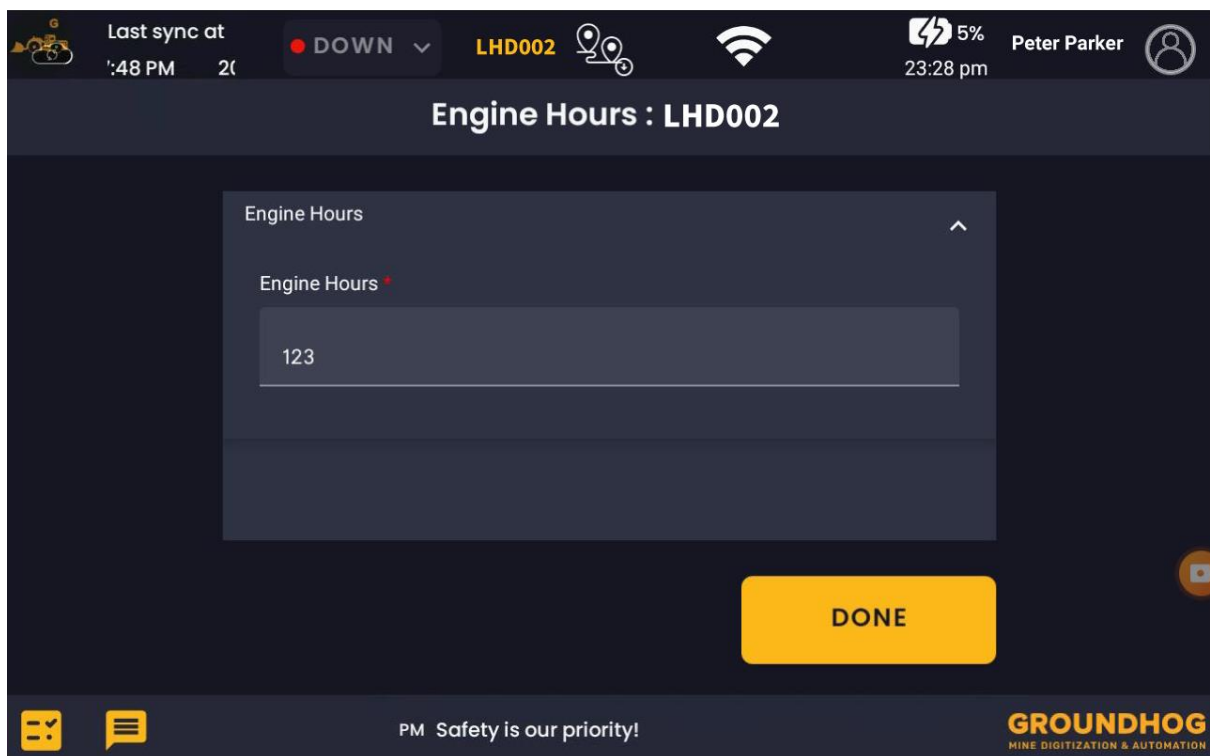 G
Last sync at
':48 PM 2(
DOWN
LHD002
5%
23:28 pm
Peter Parker
Engine Hours : LHD002
Engine Hours
Engine Hours *
123
DONE
PM Safety is our priority!
GROUNDHOG
MINE DIGITIZATION & AUTOMATION